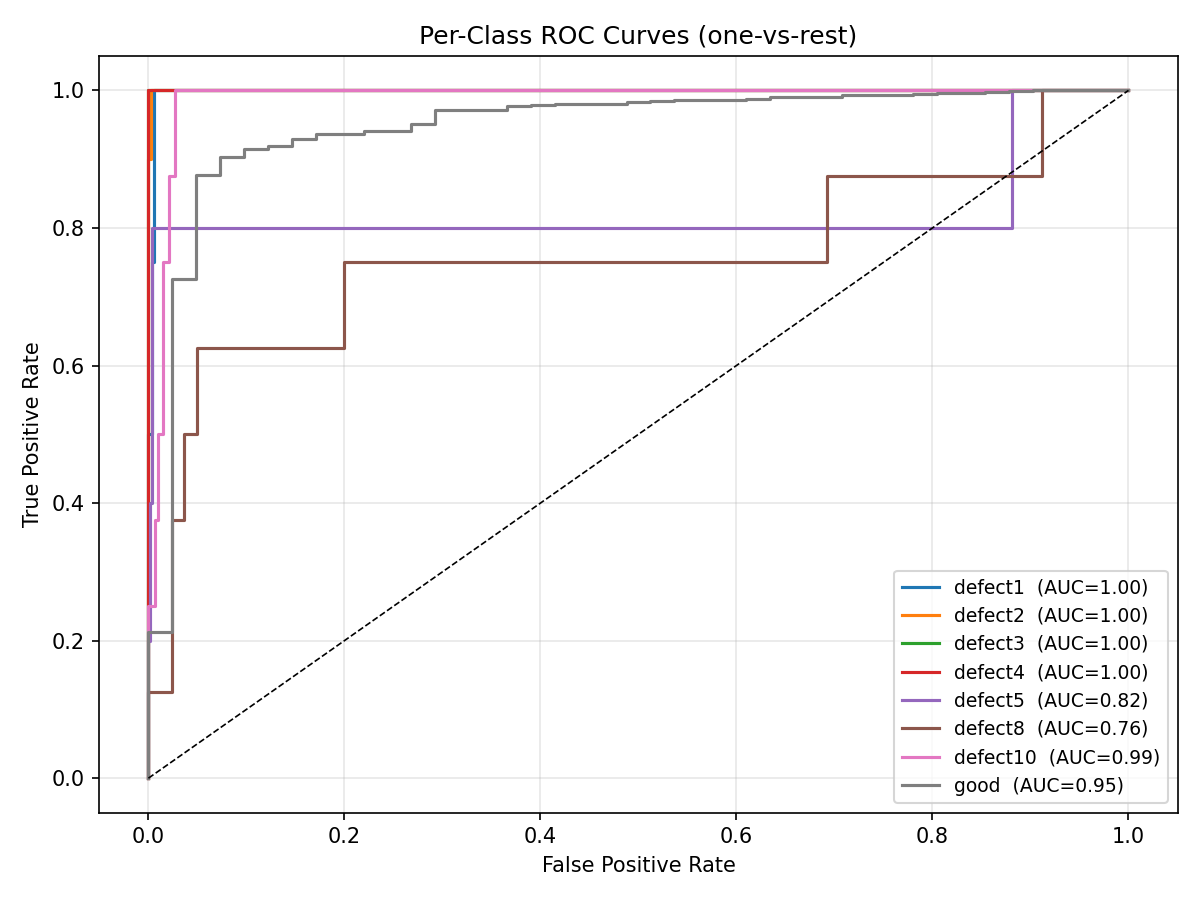 Per-Class ROC Curves (one-vs-rest)
True Positive Rate
1.0
0.8
0.6
0.4
0.2
0.0
0.0 0.2 0.4 0.6 0.8 1.0
False Positive Rate
defect1 (AUC=1.00)
defect2 (AUC=1.00)
defect3 (AUC=1.00)
defect4 (AUC=1.00)
defect5 (AUC=0.82)
defect8 (AUC=0.76)
defect10 (AUC=0.99)
good (AUC=0.95)